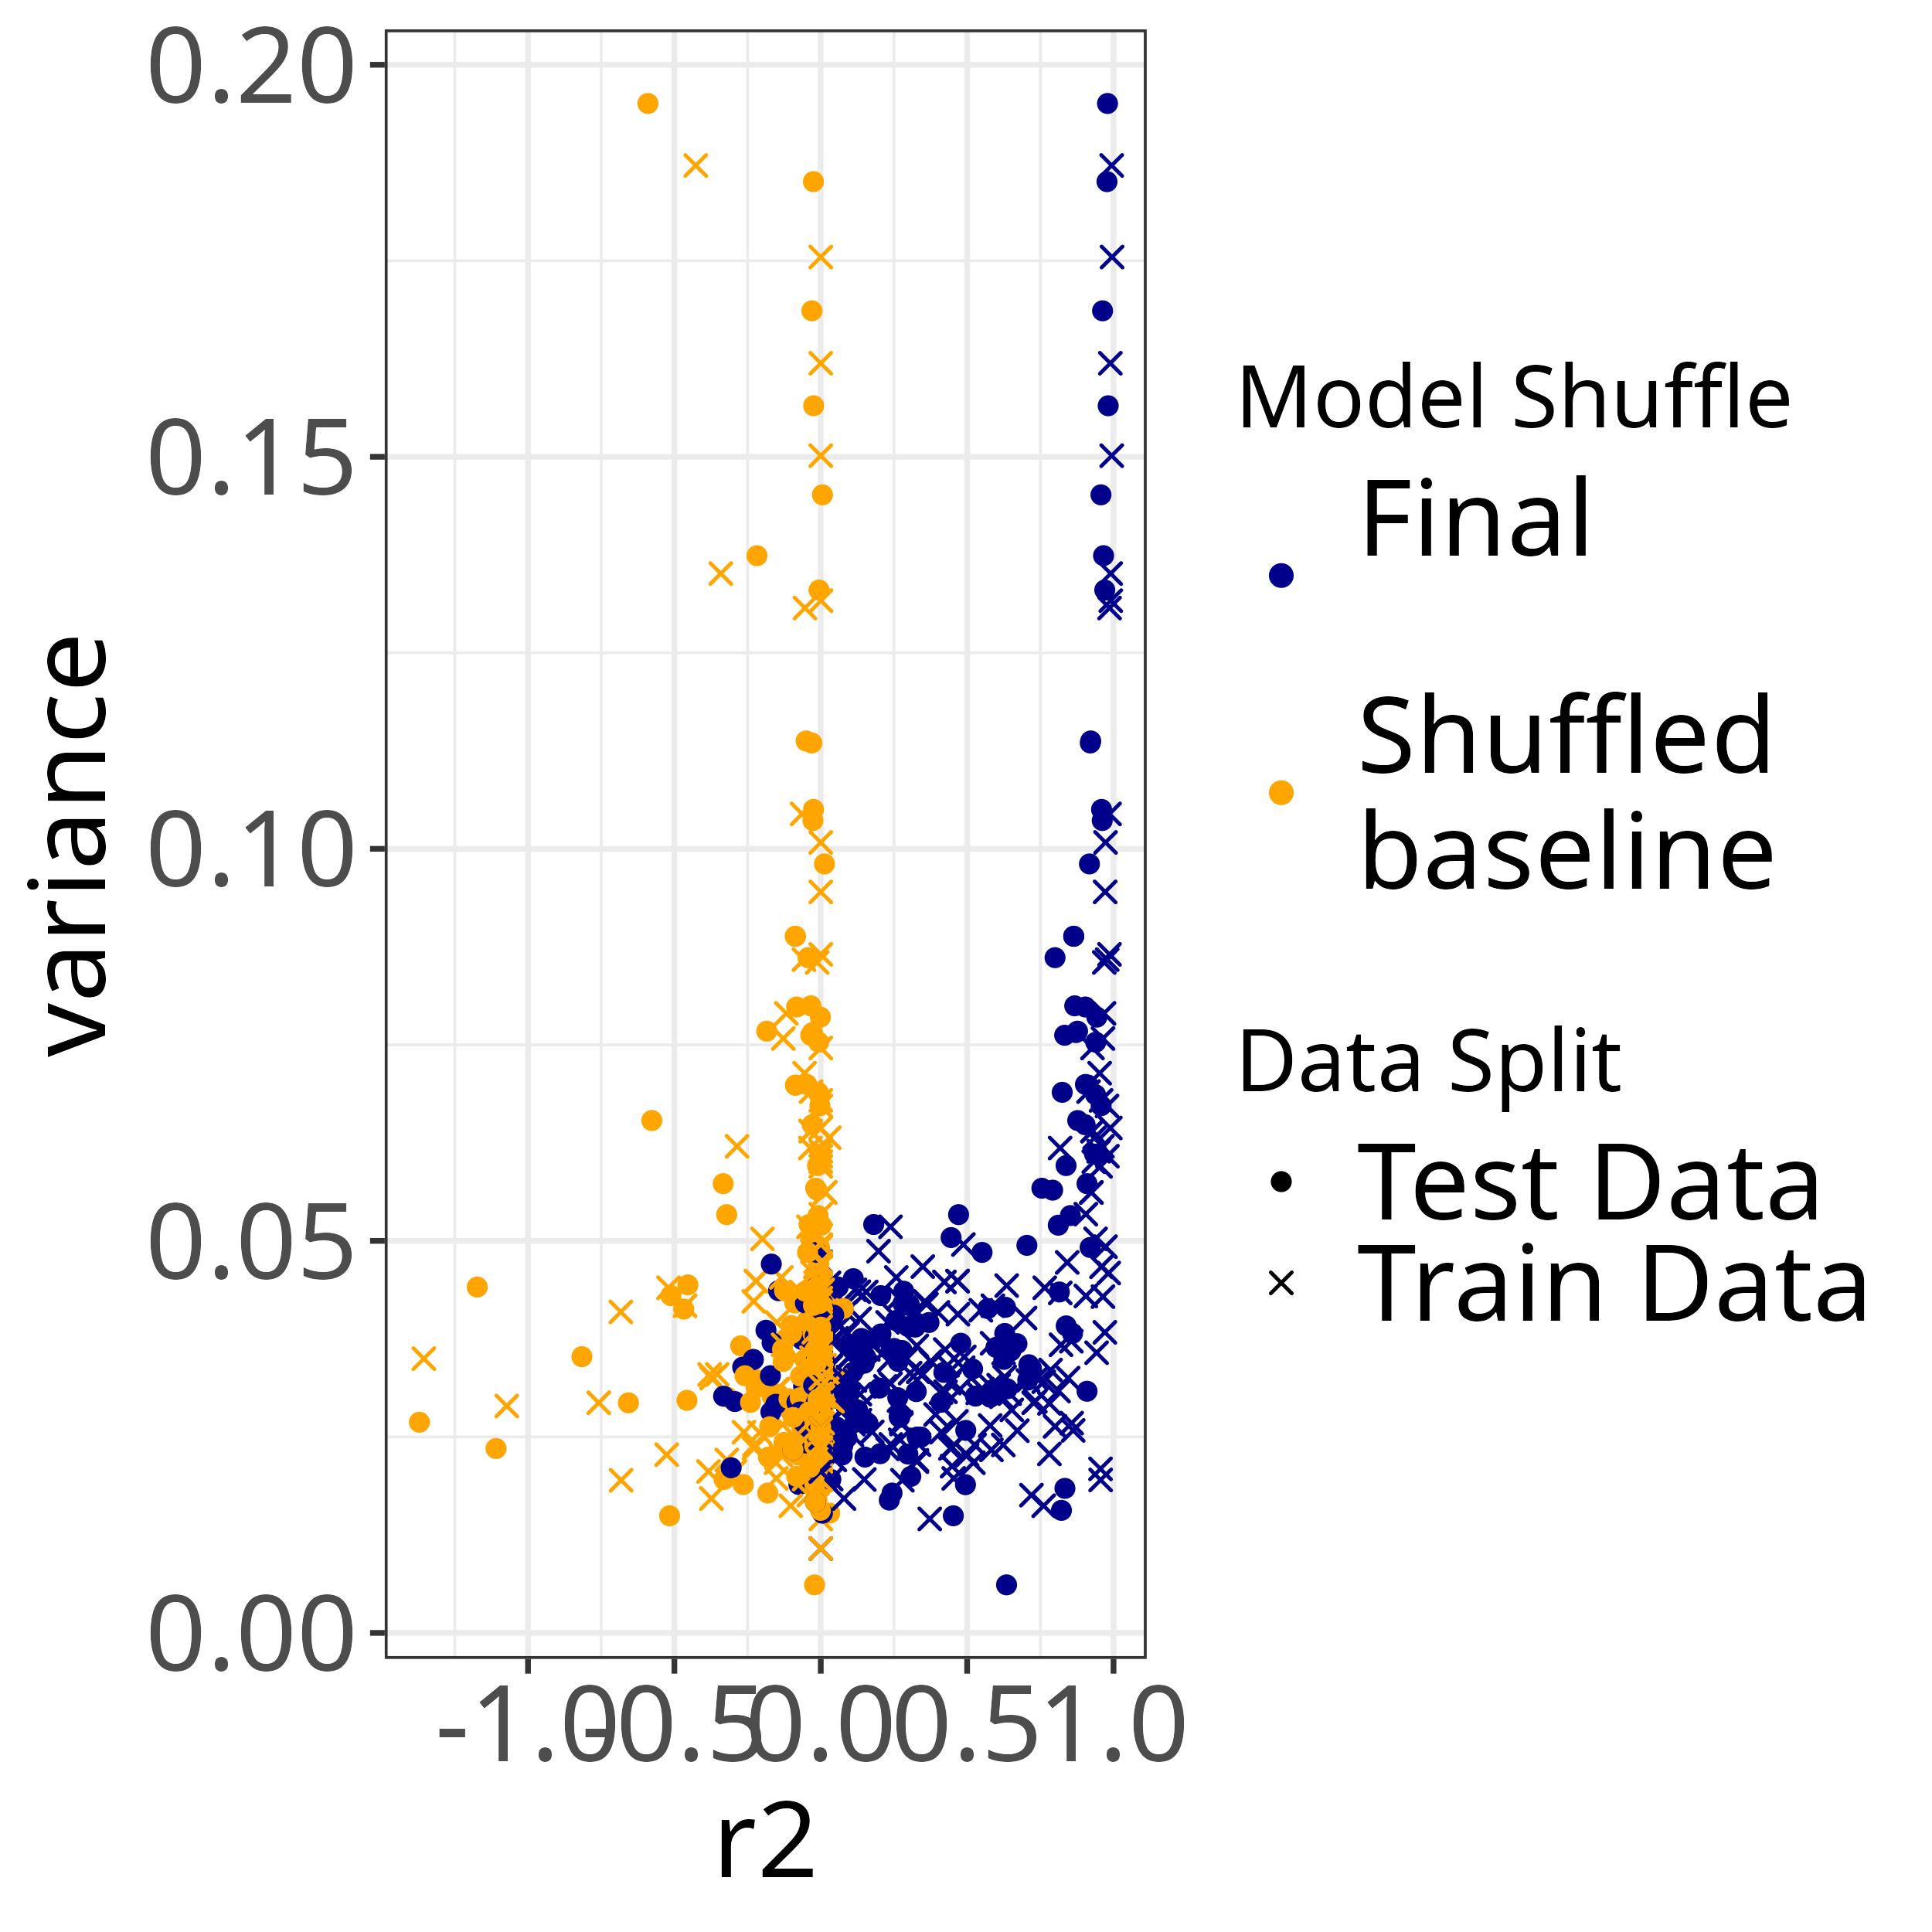 0.20
0.15
0.10
0.05
0.00
variance
-1.0 -0.5 0.0 0.5 1.0
r2
Model Shuffle
Final
Shuffled
baseline
Data Split
Test Data
Train Data